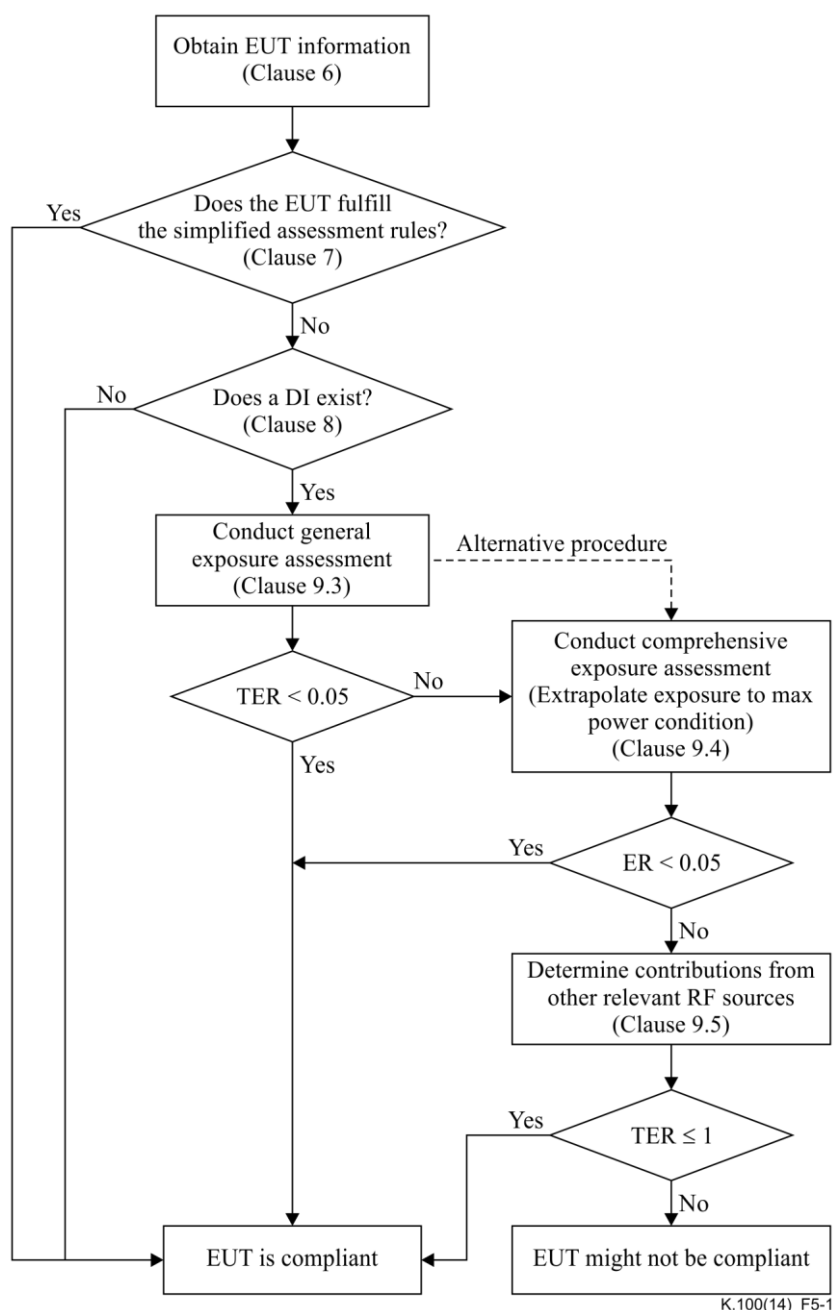 Obtain EUT information
(Clause 6)
Yes
Does the EUT fulfill
the simplified assessment rules?
(Clause 7)
No
No
Does a DI exist?
(Clause 8)
Yes
Conduct general
exposure assessment
(Clause 9.3)
Alternative procedure
TER < 0.05
No
Conduct comprehensive
exposure assessment
(Extrapolate exposure to max
power condition)
(Clause 9.4)
Yes
Yes
ER < 0.05
No
Determine contributions from
other relevant RF sources
(Clause 9.5)
Yes
TER ≤ 1
No
EUT is compliant
EUT might not be compliant
K.100(14)_F5-1